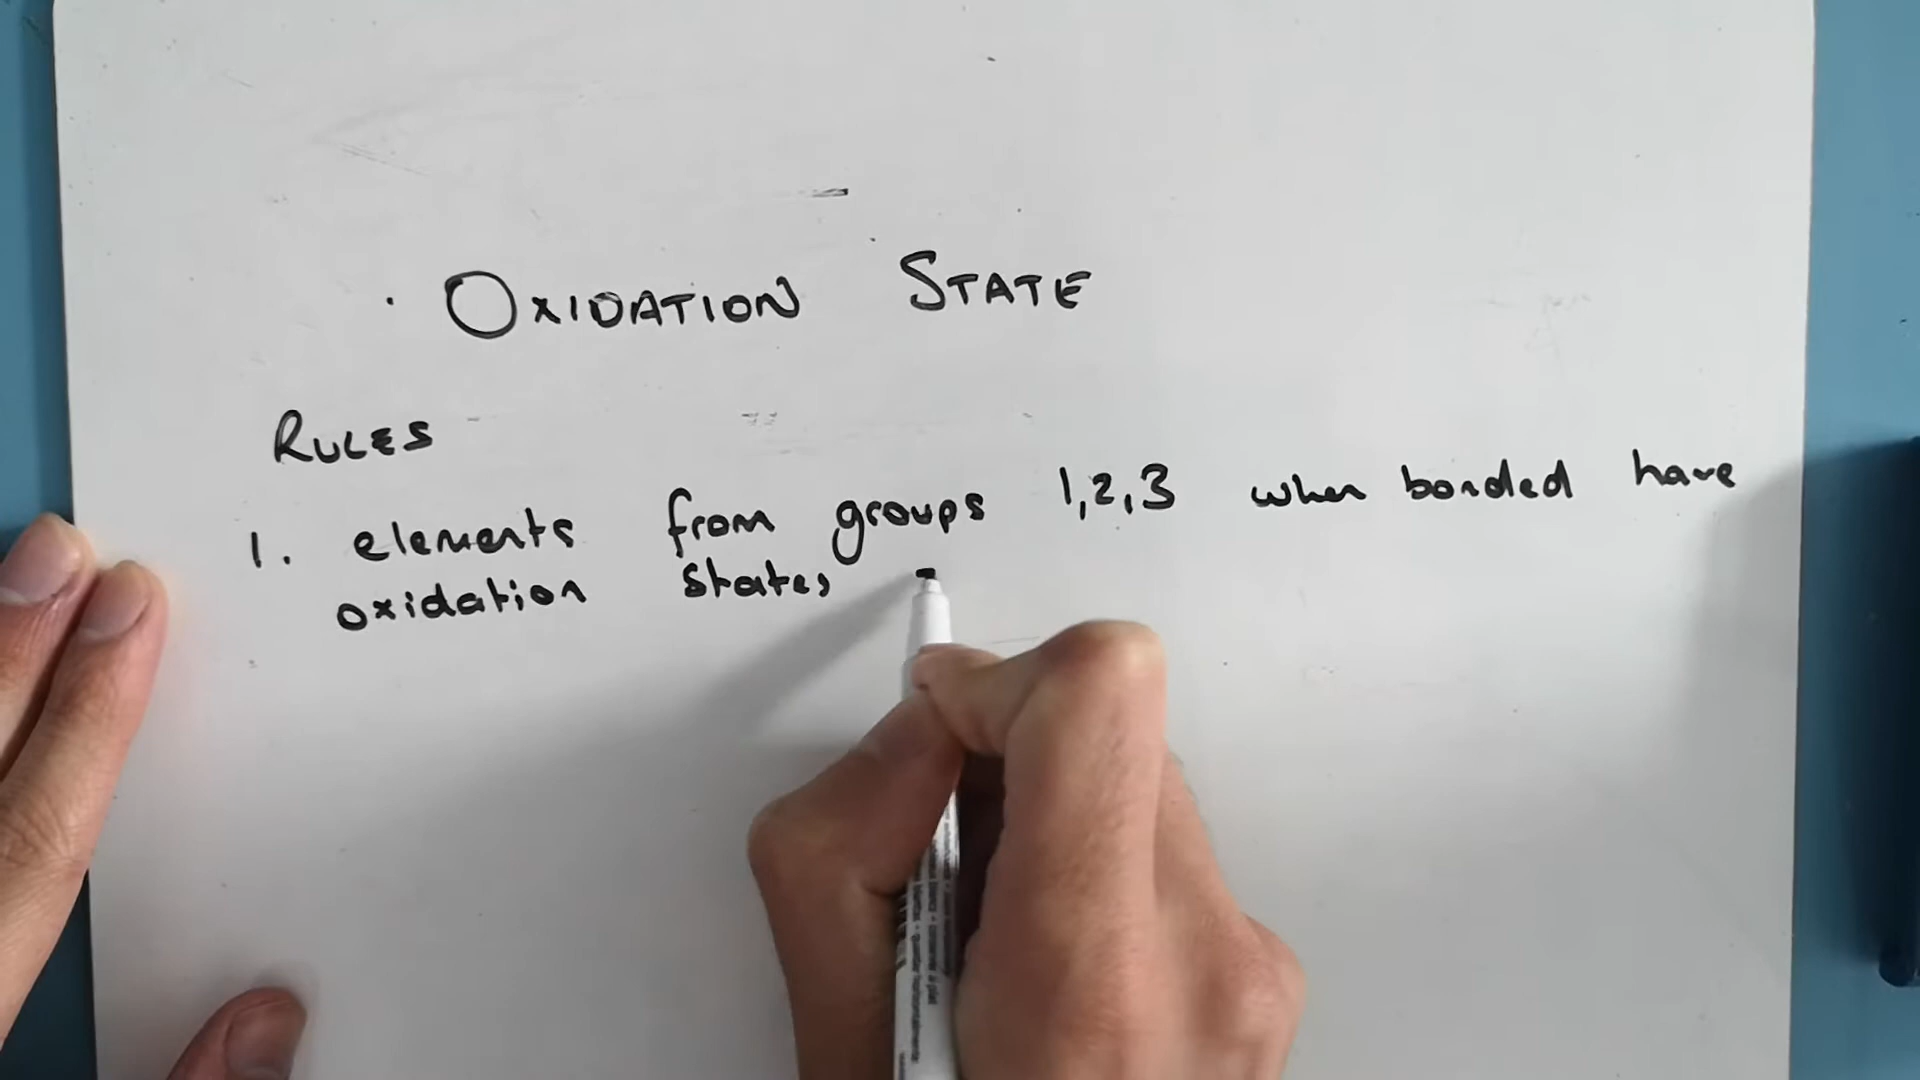 OXIDATION STATE
RULES
1. elements from groups 1,2,3 when bonded have
oxidation states